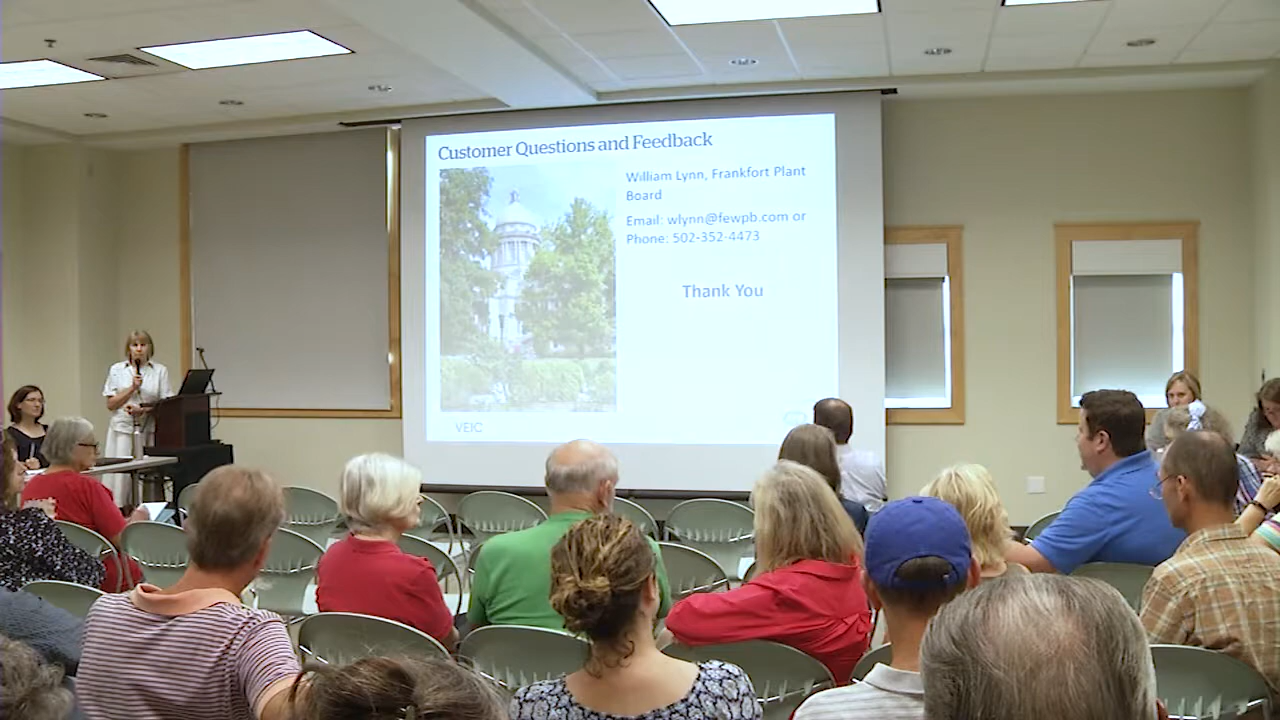 Customer Questions and Feedback
William Lynn, Frankfort Plant
Board
Email: wlynn@fewpb.com or
Phone: 502-352-4473
Thank You
VEIC